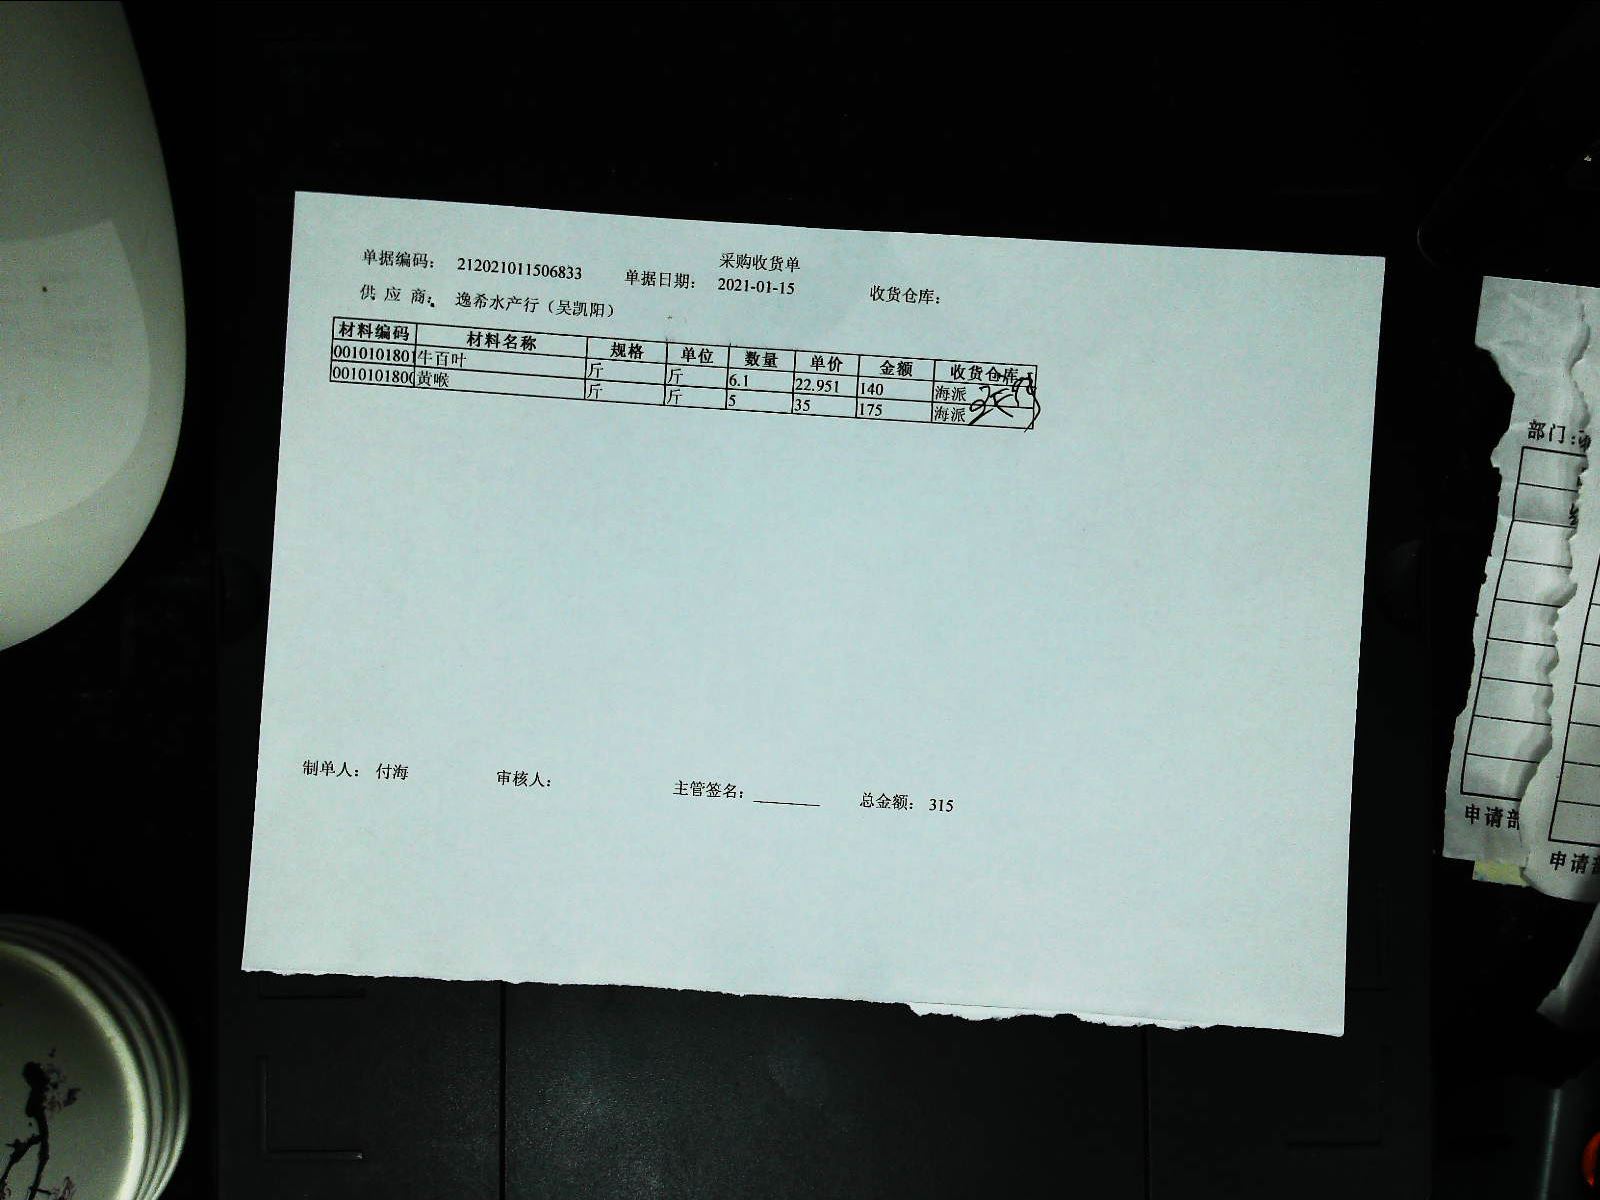 采购收货单
单据编码： 212021011506833 单据日期： 2021-01-15 收货仓库：
供 应 商： 逸希水产行（吴凯阳）
材料编码 材料名称 规格 单位 数量 单价 金额 收货仓库
0010101801 牛百叶 斤 斤 6.1 22.951 140 海派
001010180 黄喉 斤 斤 5 35 175 海派
制单人： 付海 审核人： 主管签名： 总金额： 315
部门：
申请部
申请部